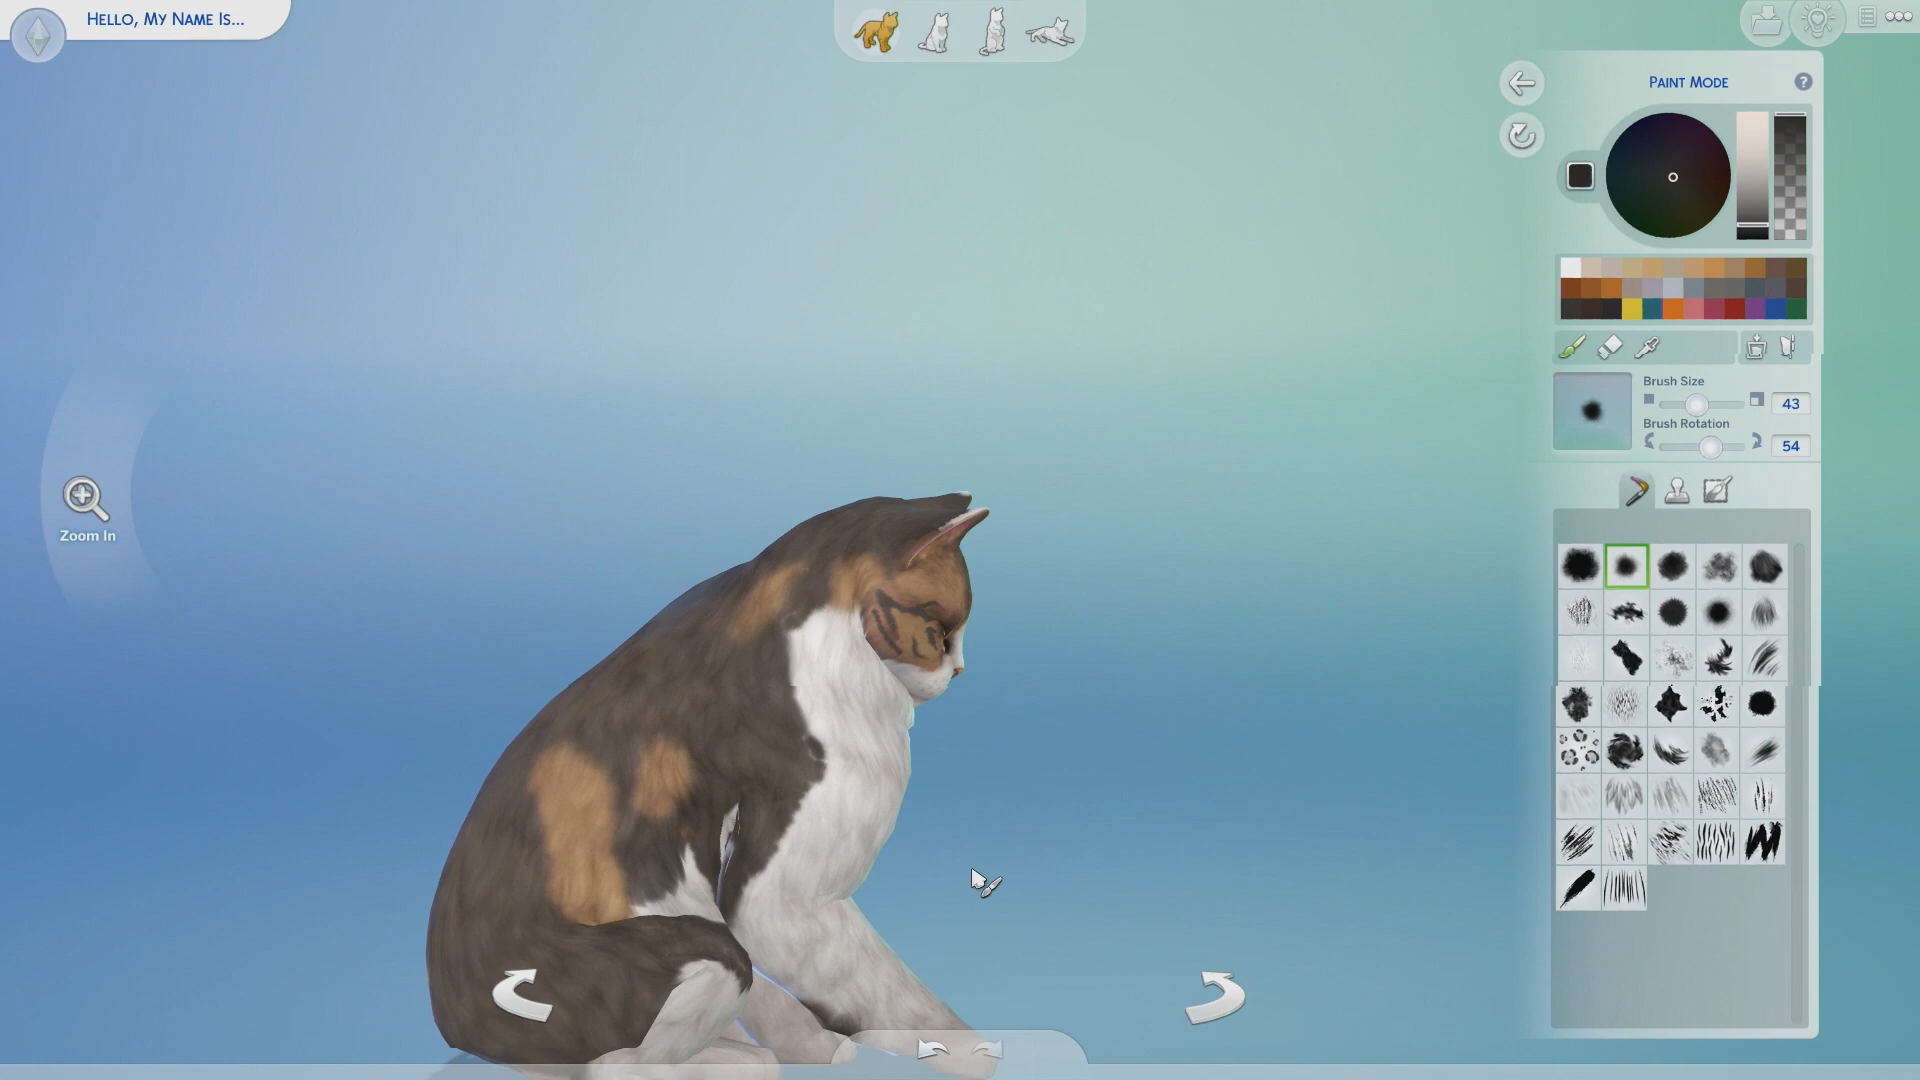 Hello, My Name Is...
Paint Mode
?
Brush Size
43
Brush Rotation
54
Zoom In